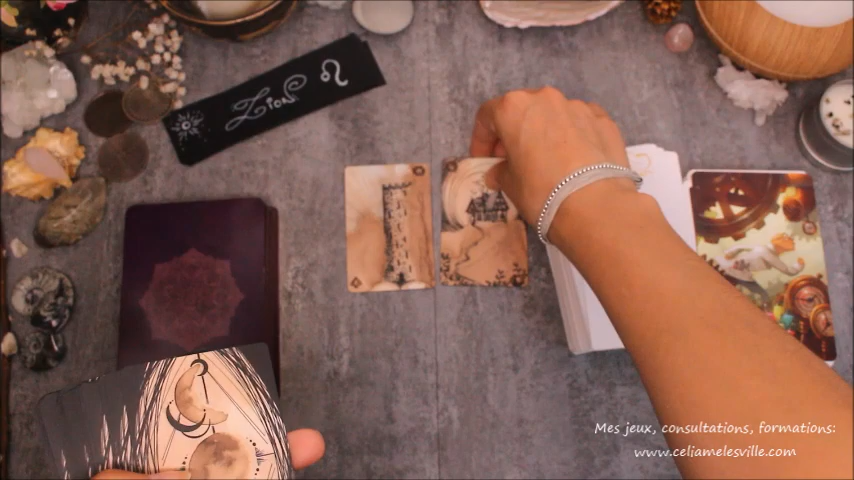 Lion ♌
Mes jeux, consultations, formations:
www.celiamelesville.com